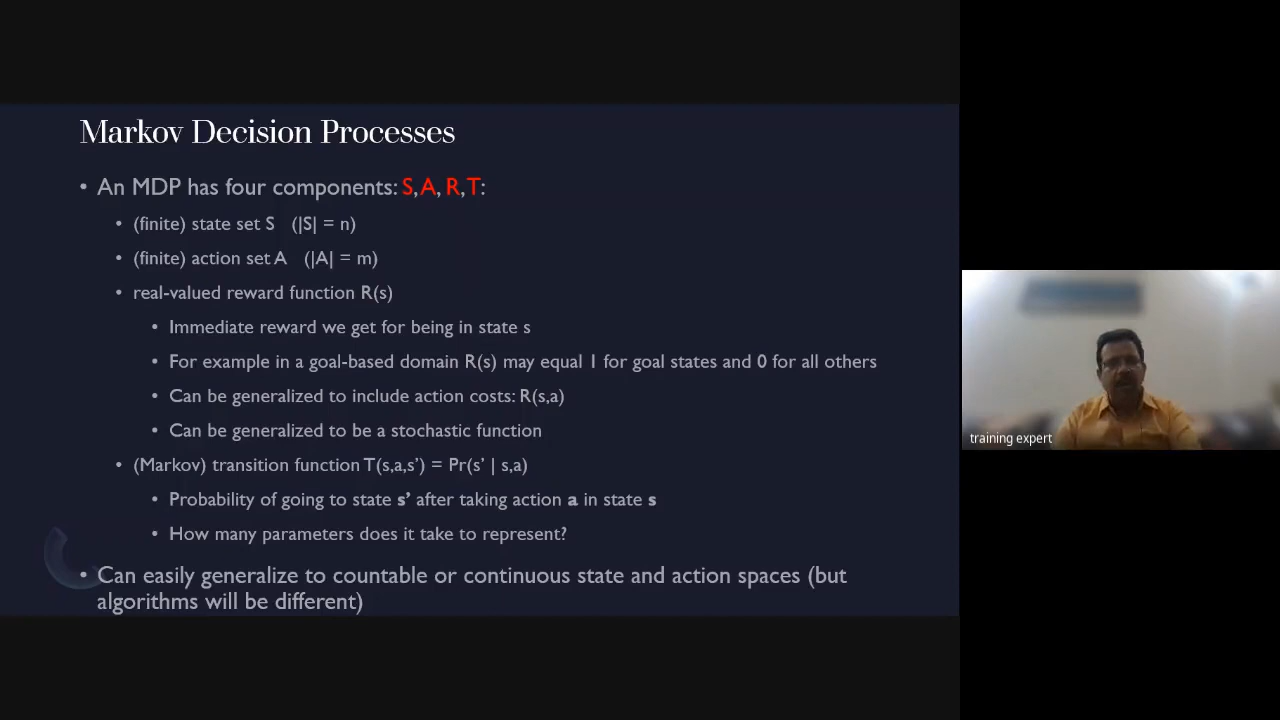 Markov Decision Processes
• An MDP has four components: S, A, R, T:
• (finite) state set S (|S| = n)
• (finite) action set A (|A| = m)
• real-valued reward function R(s)
• Immediate reward we get for being in state s
• For example in a goal-based domain R(s) may equal 1 for goal states and 0 for all others
• Can be generalized to include action costs: R(s,a)
• Can be generalized to be a stochastic function
• (Markov) transition function T(s,a,s’) = Pr(s’ | s,a)
• Probability of going to state s’ after taking action a in state s
• How many parameters does it take to represent?
• Can easily generalize to countable or continuous state and action spaces (but
algorithms will be different)
training expert